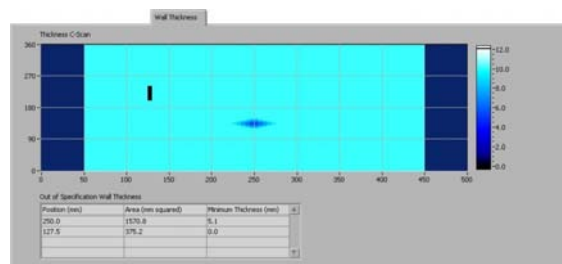 Wall Thickness
Thickness C-Scan
360
270
180
90
0
0 50 100 150 200 250 300 350 400 450 500
12.0
10.0
8.0
6.0
4.0
2.0
0.0
Out of Specification Wall Thickness
Position (mm) Area (mm squared) Minimum Thickness (mm)
250.0 1570.8 5.1
127.5 375.2 0.0